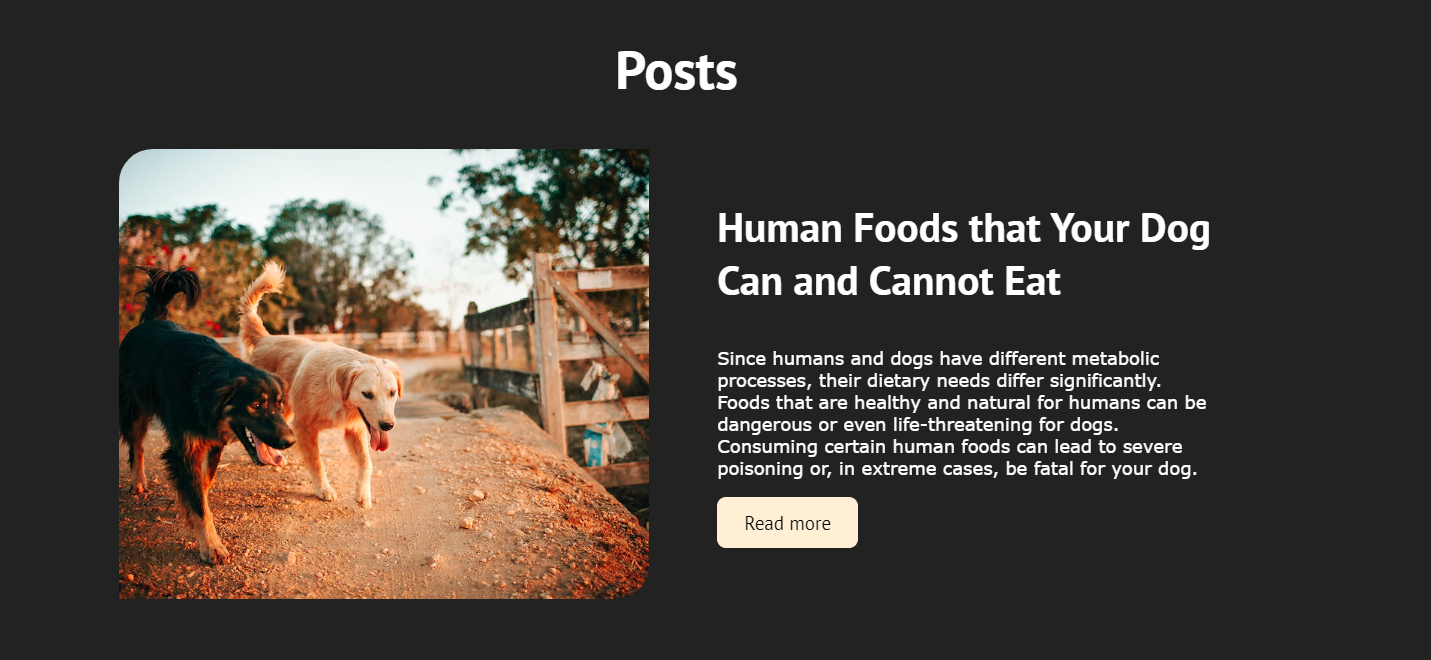 Posts
Human Foods that Your Dog
Can and Cannot Eat
Since humans and dogs have different metabolic
processes, their dietary needs differ significantly.
Foods that are healthy and natural for humans can be
dangerous or even life-threatening for dogs.
Consuming certain human foods can lead to severe
poisoning or, in extreme cases, be fatal for your dog.
Read more